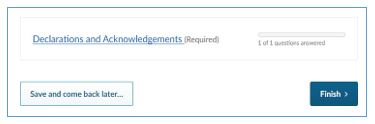 Declarations and Acknowledgements (Required)
1 of 1 questions answered
Save and come back later...
Finish >